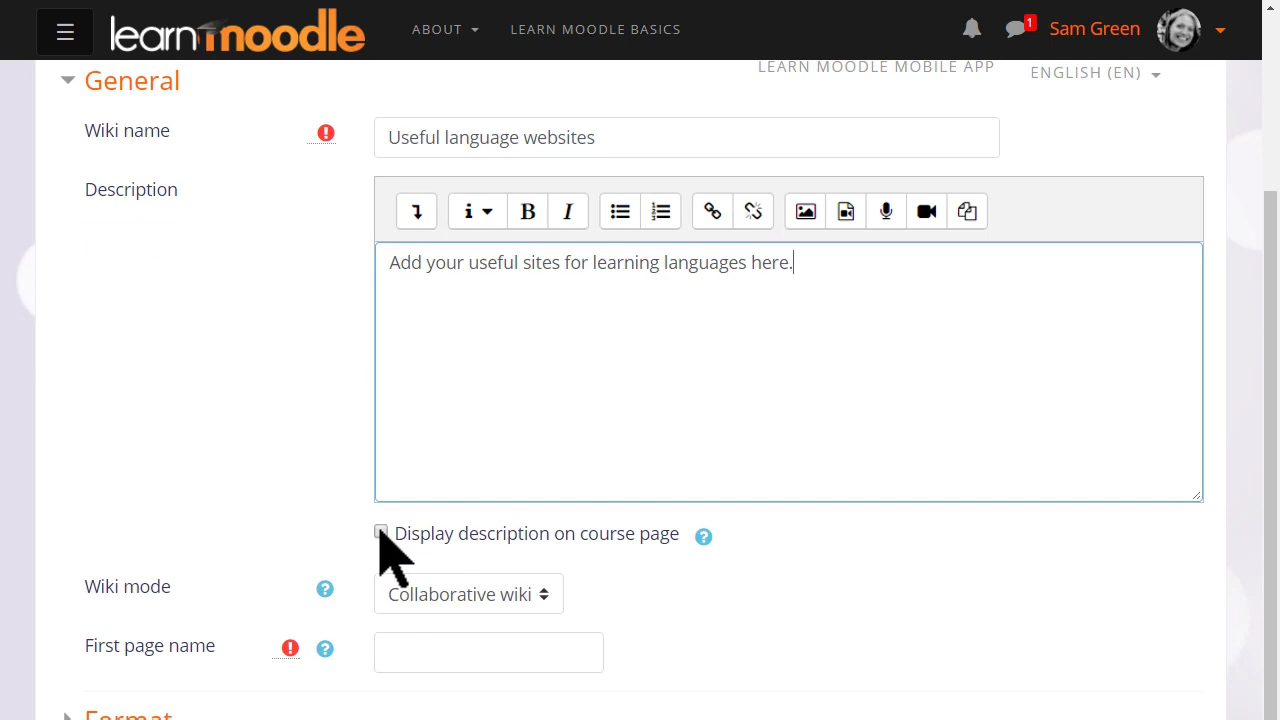 learn moodle
ABOUT
LEARN MOODLE BASICS
1
Sam Green
LEARN MOODLE MOBILE APP
ENGLISH (EN)
General
Wiki name
Useful language websites
Description
i
B
I
Add your useful sites for learning languages here.
Display description on course page
?
Wiki mode
?
Collaborative wiki
First page name
?
Format